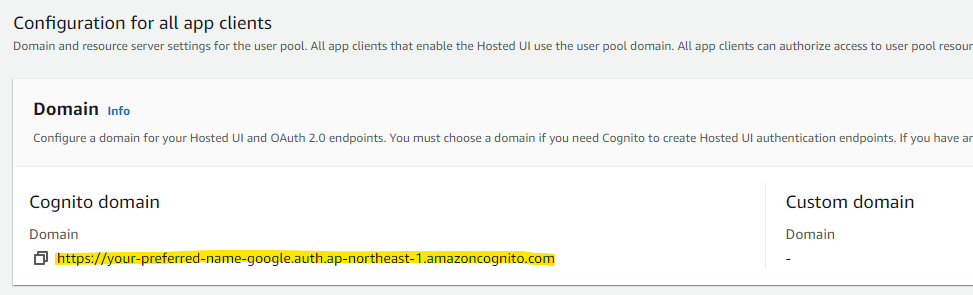 Configuration for all app clients
Domain and resource server settings for the user pool. All app clients that enable the Hosted UI use the user pool domain. All app clients can authorize access to user pool
Domain Info
Configure a domain for your Hosted UI and OAuth 2.0 endpoints. You must choose a domain if you need Cognito to create Hosted UI authentication endpoints. If you have
Cognito domain
Custom domain
Domain
Domain
https://your-preferred-name-google.auth.ap-northeast-1.amazoncognito.com
-